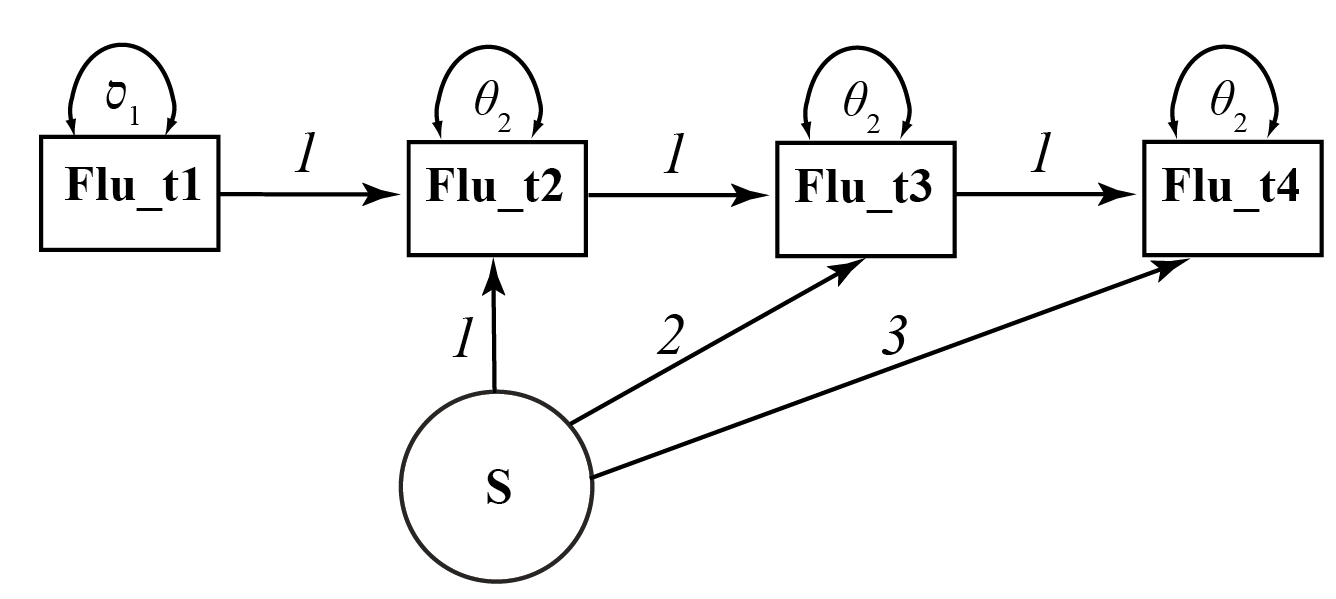 σ₁ θ₂ θ₂ θ₂
1 1 1
Flu_t1 Flu_t2 Flu_t3 Flu_t4
1 2 3
S